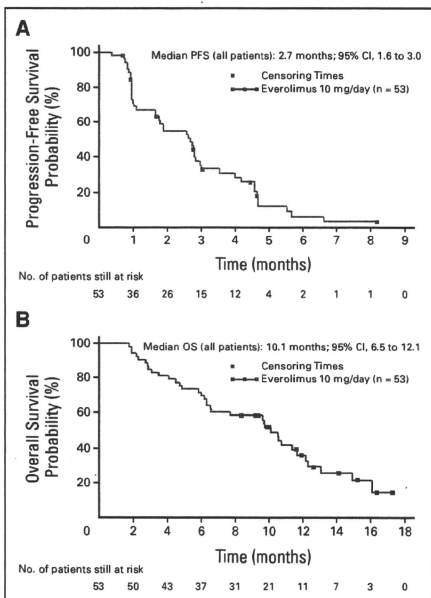 A
Progression-Free Survival
Probability (%)
Median PFS (all patients): 2.7 months; 95% CI, 1.6 to 3.0
Censoring Times
Everolimus 10 mg/day (n = 53)
100
80
60
40
20
0 1 2 3 4 5 6 7 8 9
Time (months)
No. of patients still at risk
53 36 26 15 12 4 2 1 1 0
B
Overall Survival
Probability (%)
Median OS (all patients): 10.1 months; 95% CI, 6.5 to 12.1
Censoring Times
Everolimus 10 mg/day (n = 53)
100
80
60
40
20
0 2 4 6 8 10 12 14 16 18
Time (months)
No. of patients still at risk
53 50 43 37 31 21 11 7 3 0